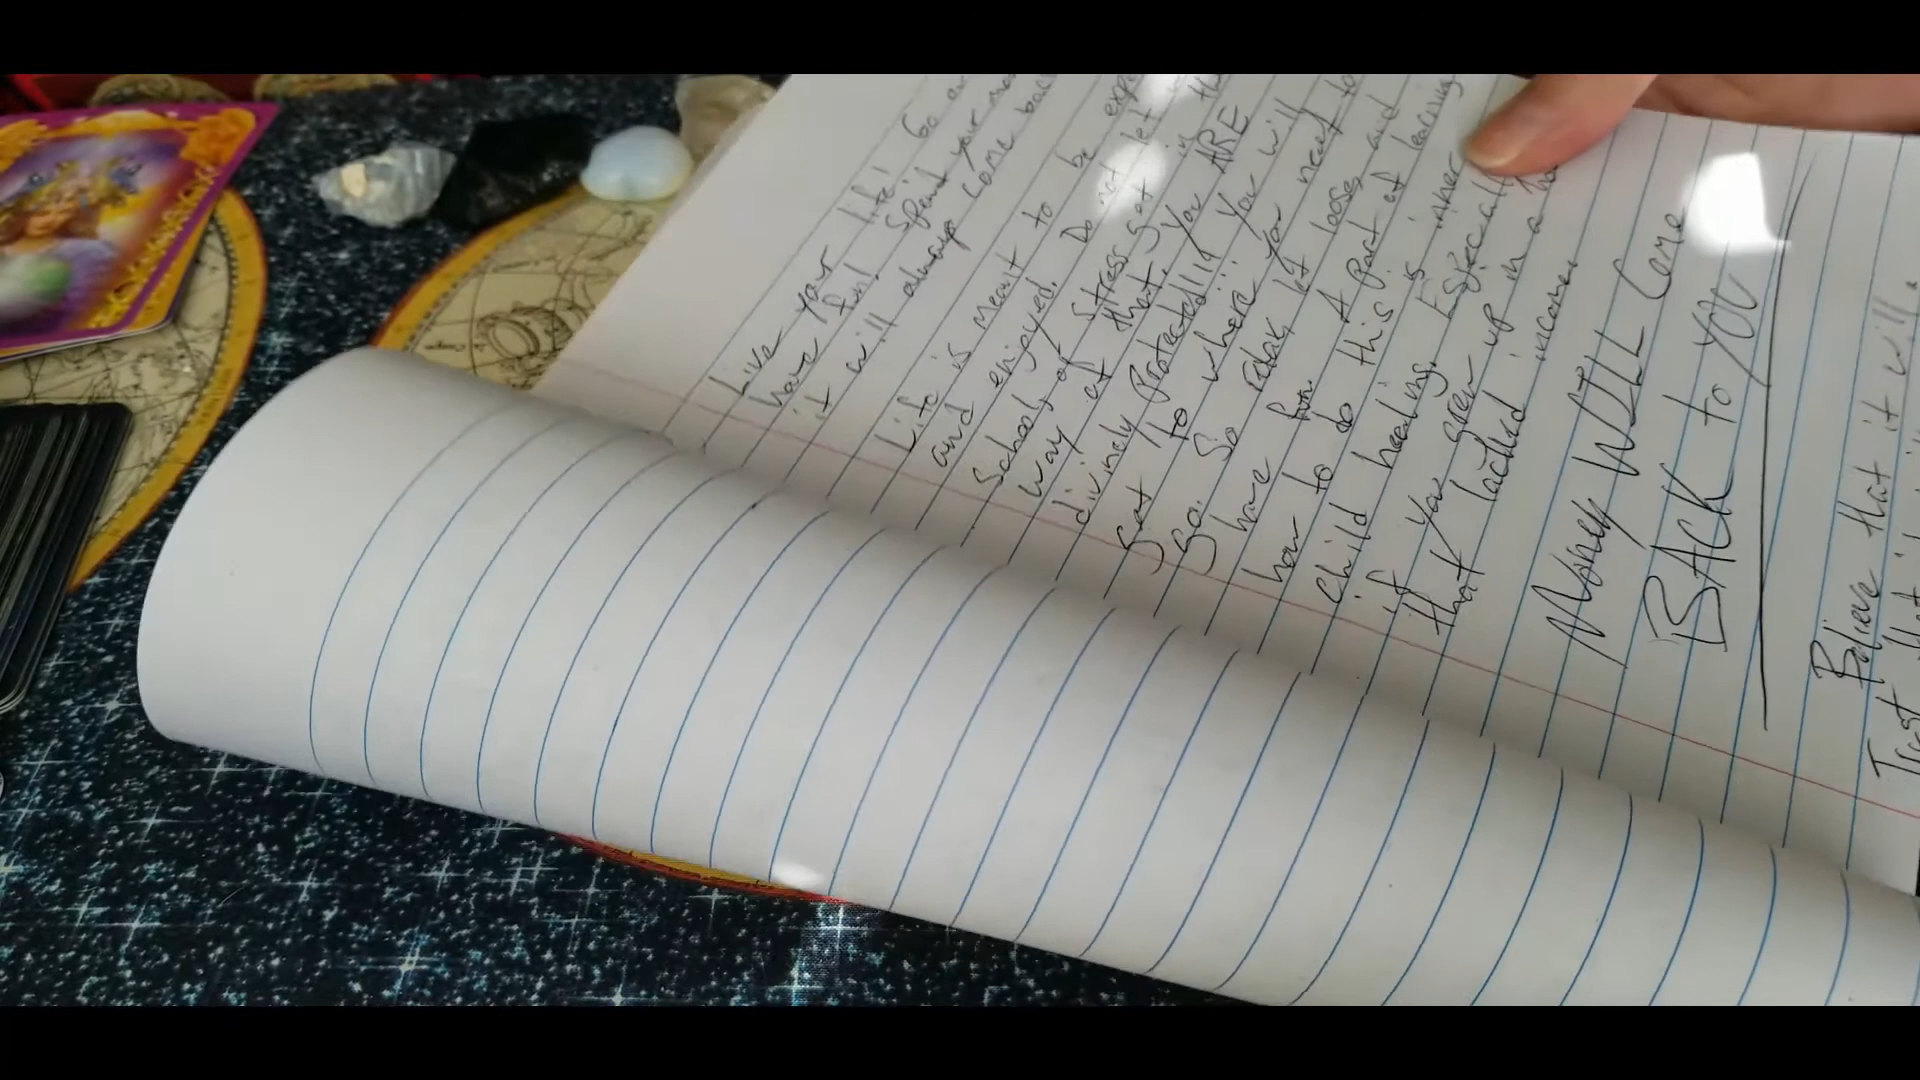 Live your life! Go
have fun! Spend your
it will always come back
Life is meant to be
and enjoyed. Do not let
School, of stress get in
way of that. You ARE
divinely Protected!!! You will
Get to where you need to
Go. So relax let loose and
have fun. A part of learning
how to do this is inner
Child healing. Especially
if you grew up in a
that lacked income.
Money WILL Come
BACK to YOU
Believe that it will.
Trust that